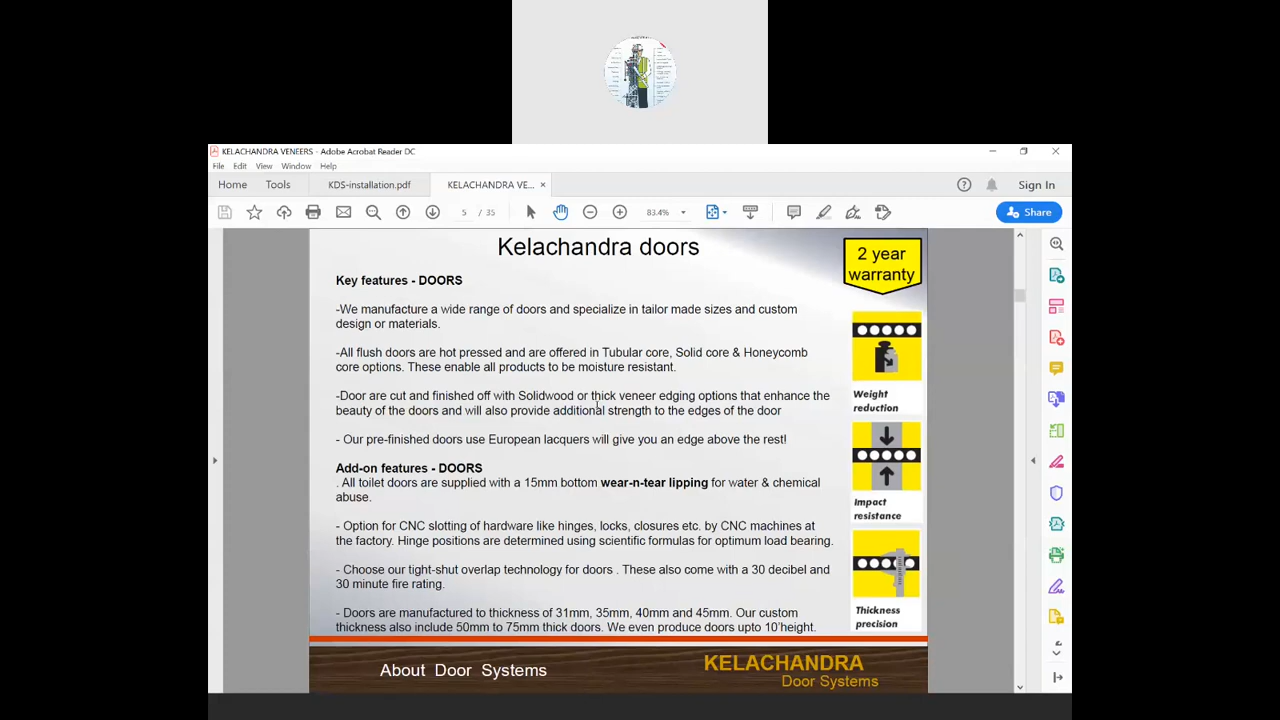 KELACHANDRA VENEERS - Adobe Acrobat Reader DC
File Edit View Window Help
Home Tools KDS-installation.pdf KELACHANDRA VE... × Sign In
5 / 35 83.4% Share
Kelachandra doors
2 year
warranty
Key features - DOORS
-We manufacture a wide range of doors and specialize in tailor made sizes and custom
design or materials.
-All flush doors are hot pressed and are offered in Tubular core, Solid core & Honeycomb
core options. These enable all products to be moisture resistant.
-Door are cut and finished off with Solidwood or thick veneer edging options that enhance the
beauty of the doors and will also provide additional strength to the edges of the door
- Our pre-finished doors use European lacquers will give you an edge above the rest!
Add-on features - DOORS
. All toilet doors are supplied with a 15mm bottom wear-n-tear lipping for water & chemical
abuse.
- Option for CNC slotting of hardware like hinges, locks, closures etc. by CNC machines at
the factory. Hinge positions are determined using scientific formulas for optimum load bearing.
- Choose our tight-shut overlap technology for doors . These also come with a 30 decibel and
30 minute fire rating.
- Doors are manufactured to thickness of 31mm, 35mm, 40mm and 45mm. Our custom
thickness also include 50mm to 75mm thick doors. We even produce doors upto 10'height.
Weight
reduction
Impact
resistance
Thickness
precision
About Door Systems
KELACHANDRA
Door Systems